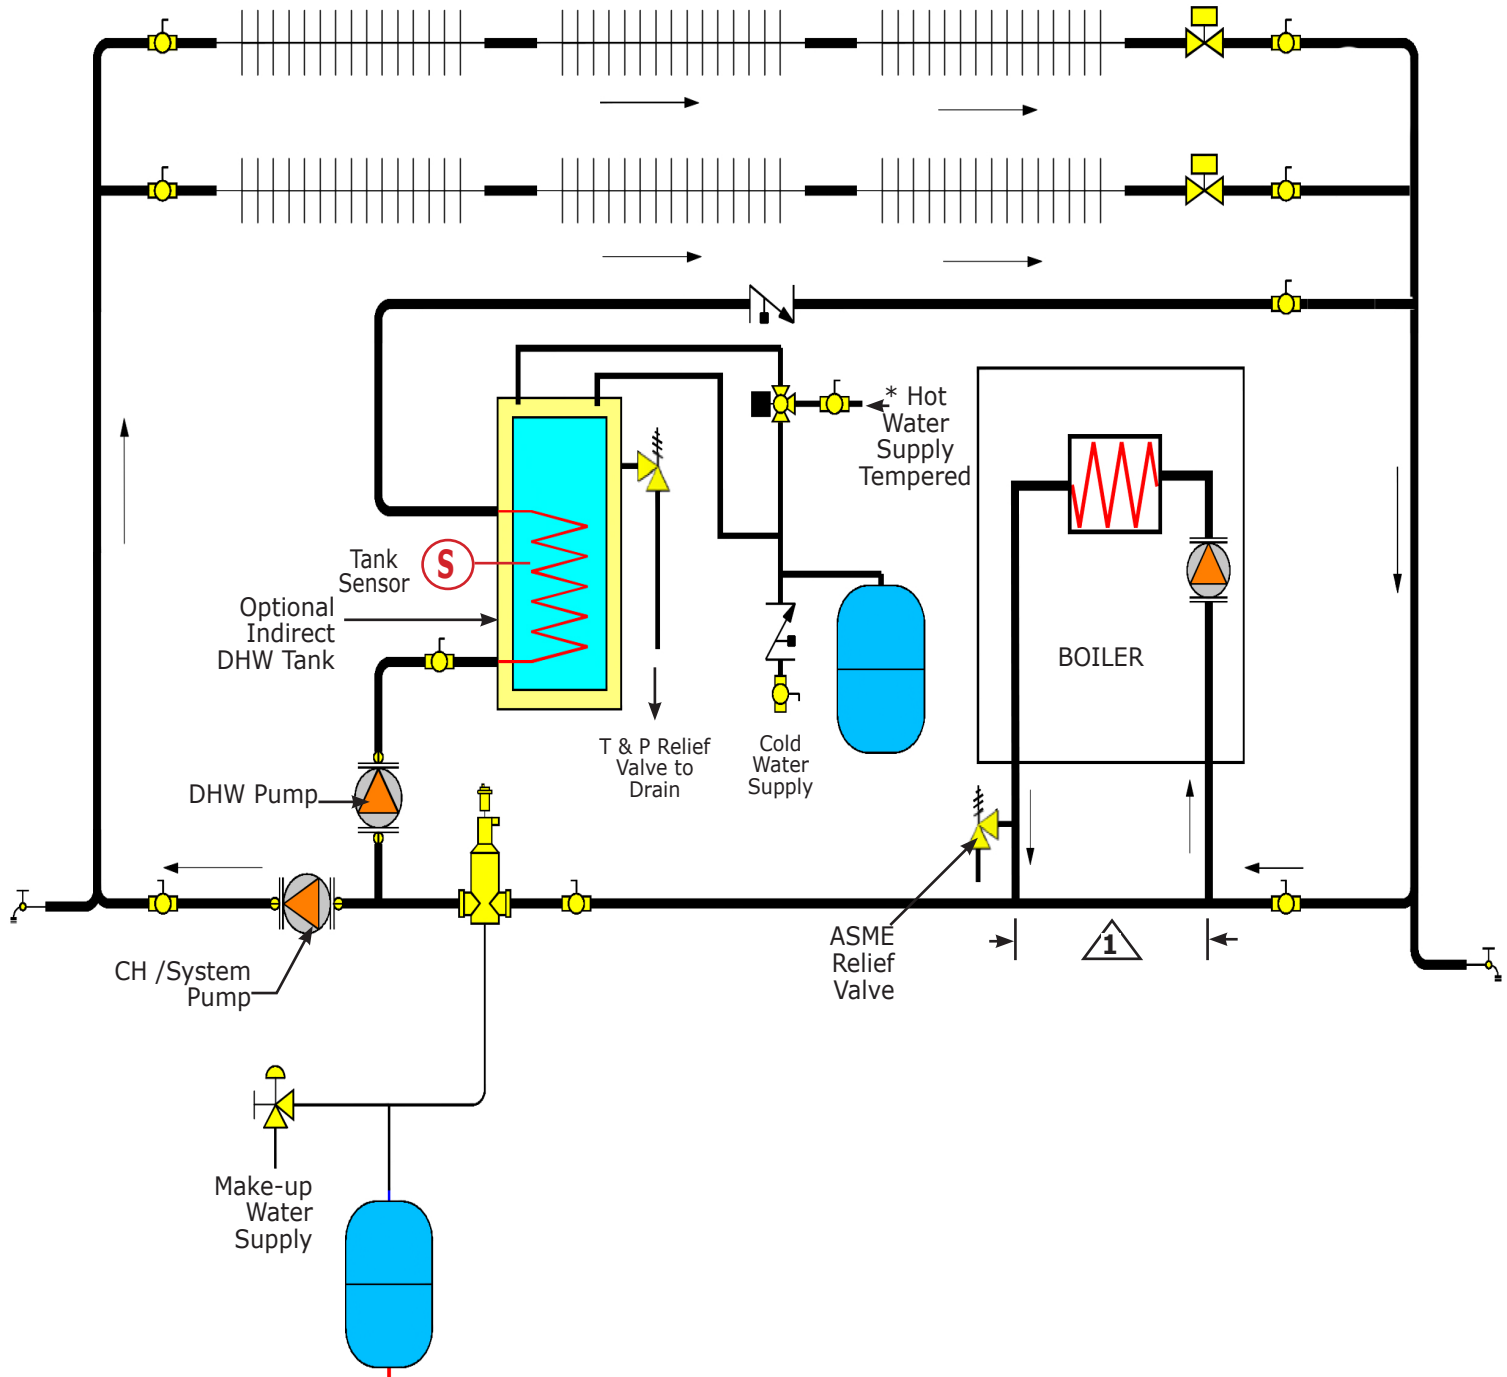 * Hot
Water
Supply
Tempered
Tank
Sensor
S
Optional
Indirect
DHW Tank
BOILER
T & P Relief
Valve to
Drain
Cold
Water
Supply
DHW Pump
CH /System
Pump
ASME
Relief
Valve
1
Make-up
Water
Supply